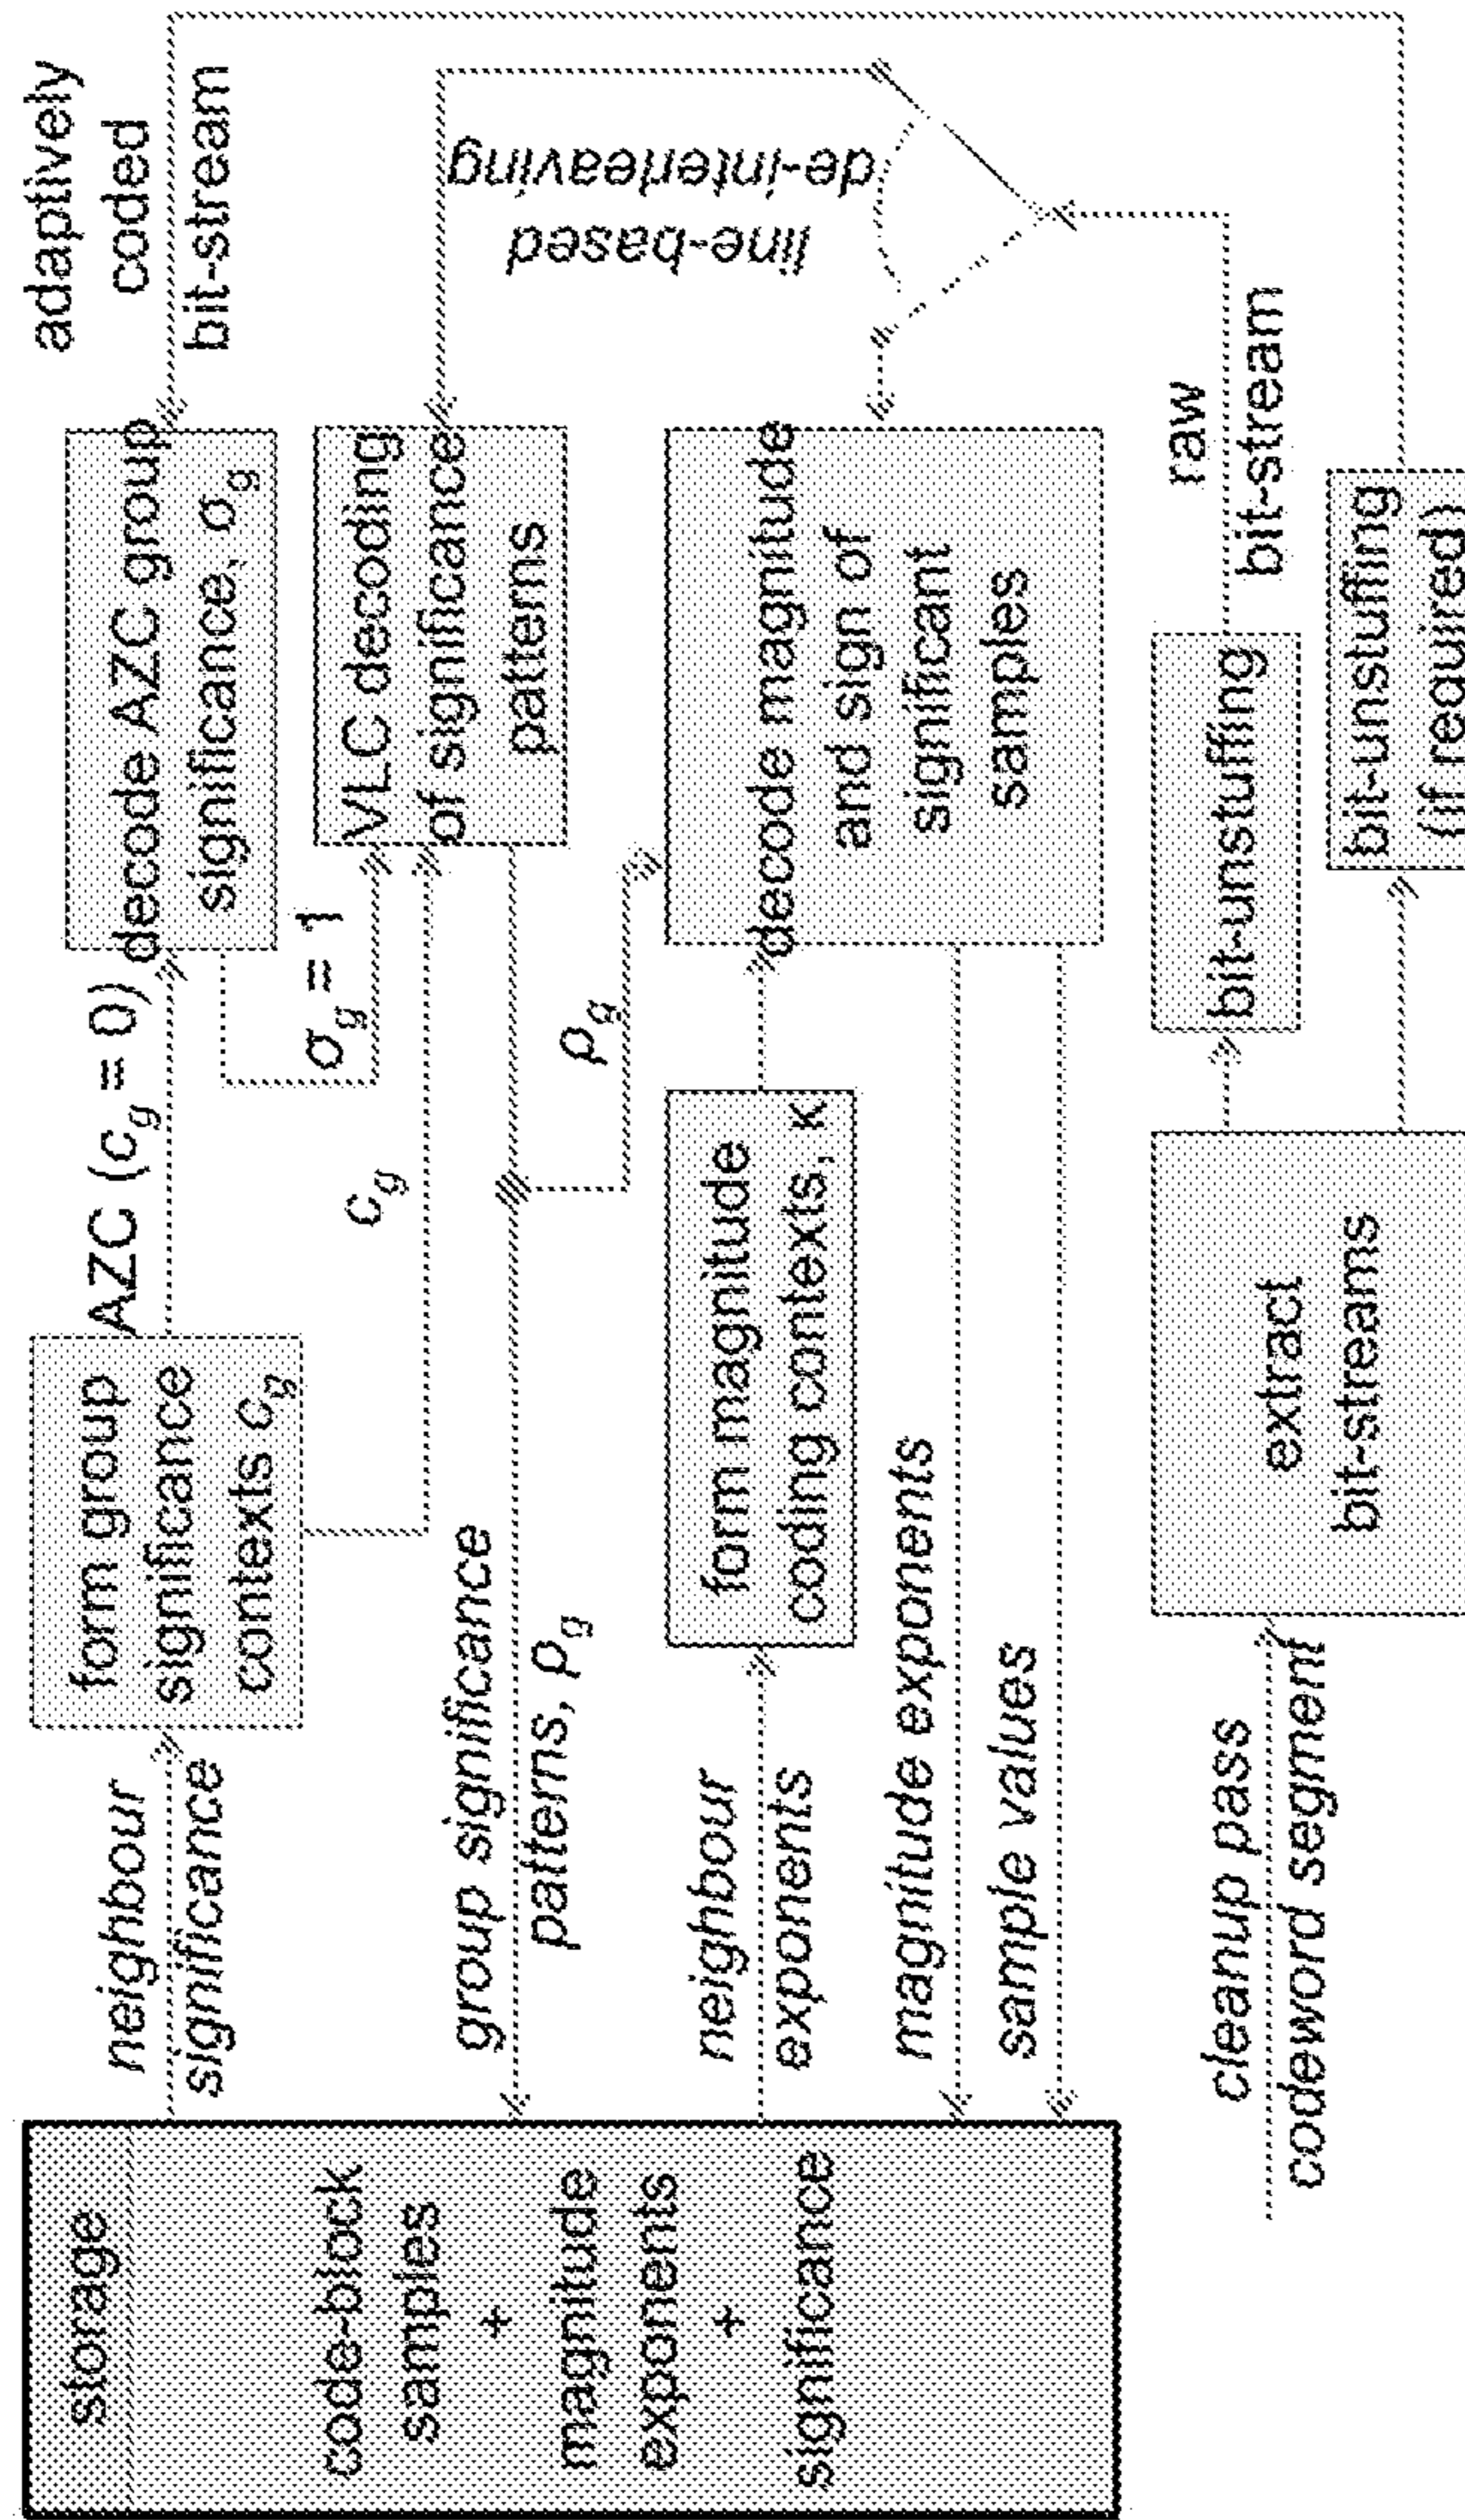 storage
code-block
samples
+
magnitude
exponents
+
significance
neighbour
significance
form group
significance
contexts c_g
AZC (c_g = 0)
decode AZC group
significance, σ_g
adaptively
coded
bit-stream
σ_g = 1
c_g
VLC decoding
of significance
patterns
group significance
patterns, ρ_g
ρ_g
line-based
de-interleaving
neighbour
exponents
form magnitude
coding contexts, κ
decode magnitude
and sign of
significant
samples
magnitude exponents
sample values
cleanup pass
codeword segment
extract
bit-streams
bit-unstuffing
raw
bit-stream
bit-unstuffing
(if required)